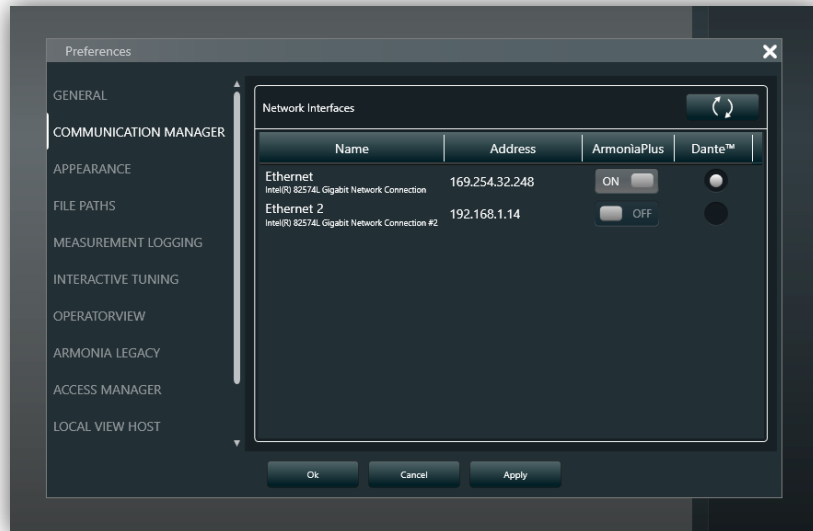 Preferences
GENERAL
COMMUNICATION MANAGER
APPEARANCE
FILE PATHS
MEASUREMENT LOGGING
INTERACTIVE TUNING
OPERATORVIEW
ARMONIA LEGACY
ACCESS MANAGER
LOCAL VIEW HOST
Network Interfaces
Name Address ArmoniaPlus Dante™
Ethernet
Intel(R) 82574L Gigabit Network Connection
169.254.32.248 ON
Ethernet 2
Intel(R) 82574L Gigabit Network Connection #2
192.168.1.14 OFF
Ok Cancel Apply